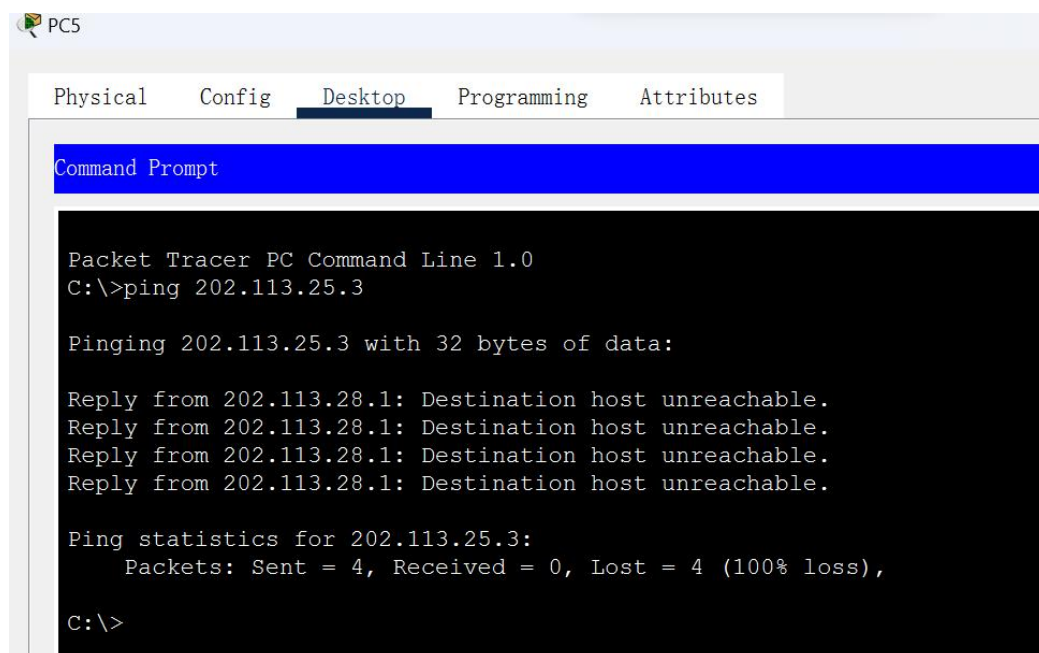 PC5
Physical Config Desktop Programming Attributes
Command Prompt
Packet Tracer PC Command Line 1.0
C:\>ping 202.113.25.3
Pinging 202.113.25.3 with 32 bytes of data:
Reply from 202.113.28.1: Destination host unreachable.
Reply from 202.113.28.1: Destination host unreachable.
Reply from 202.113.28.1: Destination host unreachable.
Reply from 202.113.28.1: Destination host unreachable.
Ping statistics for 202.113.25.3:
    Packets: Sent = 4, Received = 0, Lost = 4 (100% loss),
C:\>